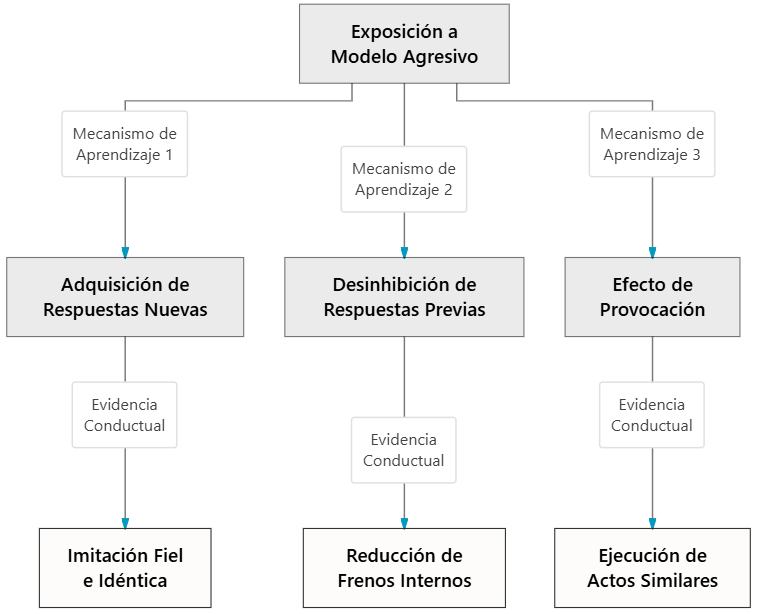 Exposición a
Modelo Agresivo
Mecanismo de
Aprendizaje 1
Mecanismo de
Aprendizaje 2
Mecanismo de
Aprendizaje 3
Adquisición de
Respuestas Nuevas
Desinhibición de
Respuestas Previas
Efecto de
Provocación
Evidencia
Conductual
Evidencia
Conductual
Evidencia
Conductual
Imitación Fiel
e Idéntica
Reducción de
Frenos Internos
Ejecución de
Actos Similares